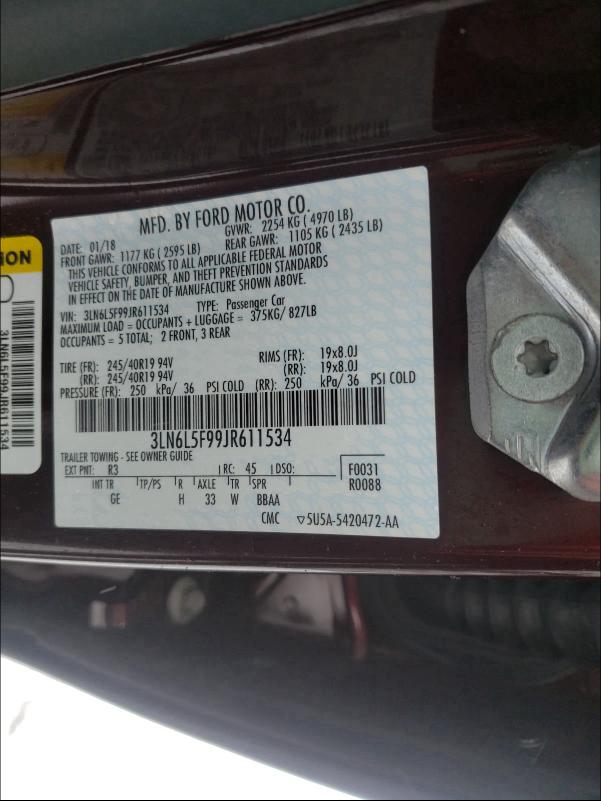 MFD. BY FORD MOTOR CO.
DATE: 01/18 GVWR: 2254 KG ( 4970 LB)
FRONT GAWR: 1177 KG ( 2595 LB) REAR GAWR: 1105 KG ( 2435 LB)
THIS VEHICLE CONFORMS TO ALL APPLICABLE FEDERAL MOTOR
VEHICLE SAFETY, BUMPER, AND THEFT PREVENTION STANDARDS
IN EFFECT ON THE DATE OF MANUFACTURE SHOWN ABOVE.
VIN: 3LN6L5F99JR611534 TYPE: Passenger Car
MAXIMUM LOAD = OCCUPANTS + LUGGAGE = 375KG/ 827LB
OCCUPANTS = 5 TOTAL; 2 FRONT, 3 REAR
TIRE (FR): 245/40R19 94V RIMS (FR): 19x8.0J
(RR): 245/40R19 94V (RR): 19x8.0J
PRESSURE (FR): 250 kPa/ 36 PSI COLD (RR): 250 kPa/ 36 PSI COLD
3LN6L5F99JR611534
TRAILER TOWING - SEE OWNER GUIDE
EXT PNT: R3 RC: 45 DSO: F0031
INT TR TP/PS R AXLE TR SPR R0088
GE H 33 W BBAA
CMC ▽5U5A-5420472-AA
3LN6L5F99JR611534